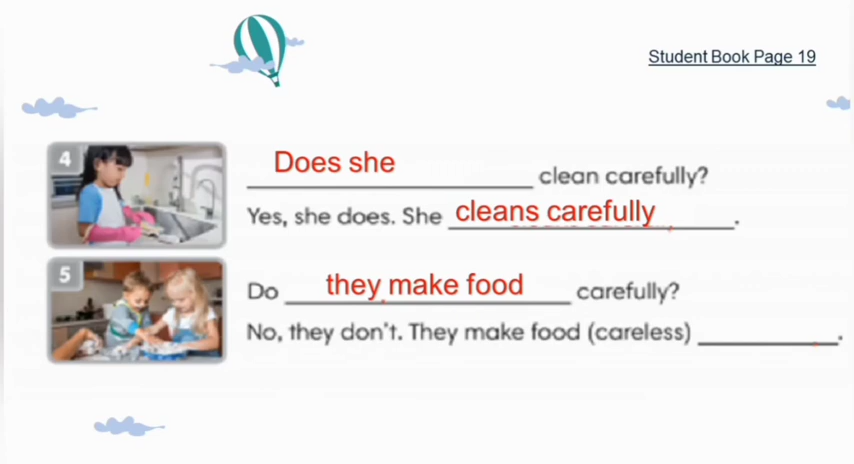 Student Book Page 19
4
Does she clean carefully?
Yes, she does. She cleans carefully.
5
Do they make food carefully?
No, they don't. They make food (careless) ________.